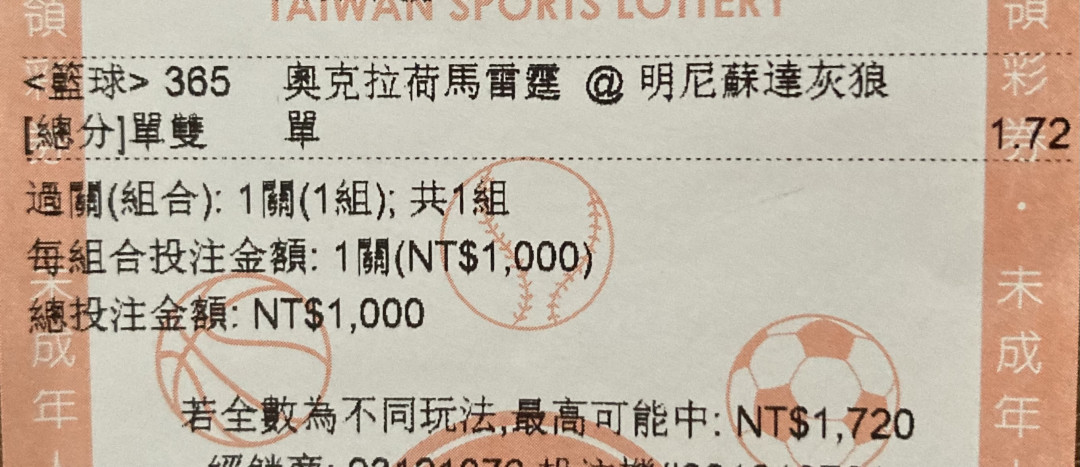 TAIWAN SPORTS LOTTERY
<籃球> 365 奧克拉荷馬雷霆 @ 明尼蘇達灰狼
[總分]單雙 單 1.72
過關(組合): 1關(1組); 共1組
每組合投注金額: 1關(NT$1,000)
總投注金額: NT$1,000
若全數為不同玩法,最高可能中: NT$1,720
領
未成年
領彩券・未成年